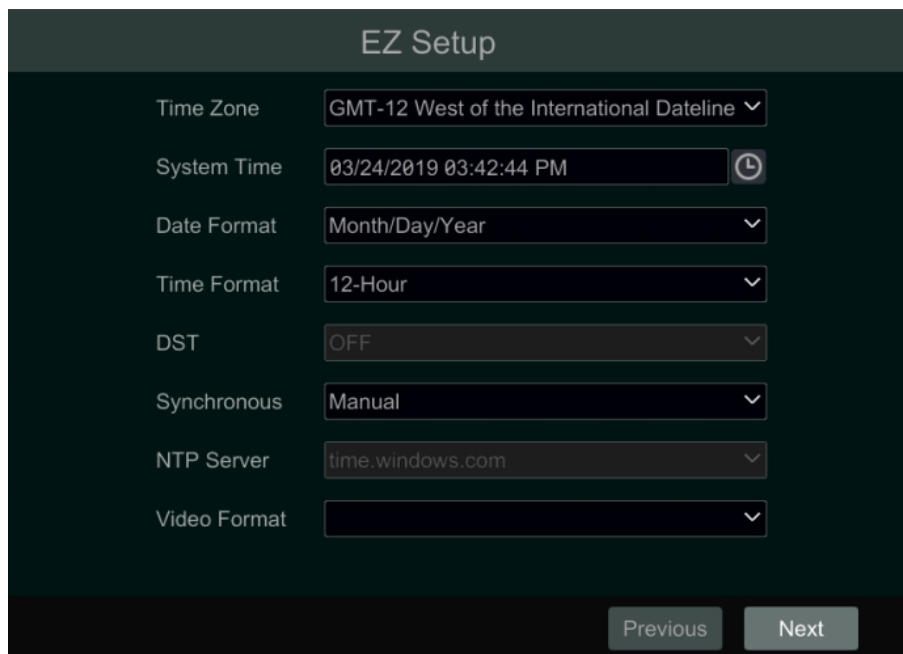 EZ Setup
Time Zone GMT-12 West of the International Dateline
System Time 03/24/2019 03:42:44 PM
Date Format Month/Day/Year
Time Format 12-Hour
DST OFF
Synchronous Manual
NTP Server time.windows.com
Video Format
Previous Next